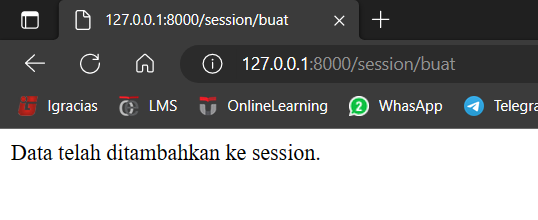 127.0.0.1:8000/session/buat
127.0.0.1:8000/session/buat
Igracias LMS OnlineLearning 2 WhasApp Telegra
Data telah ditambahkan ke session.